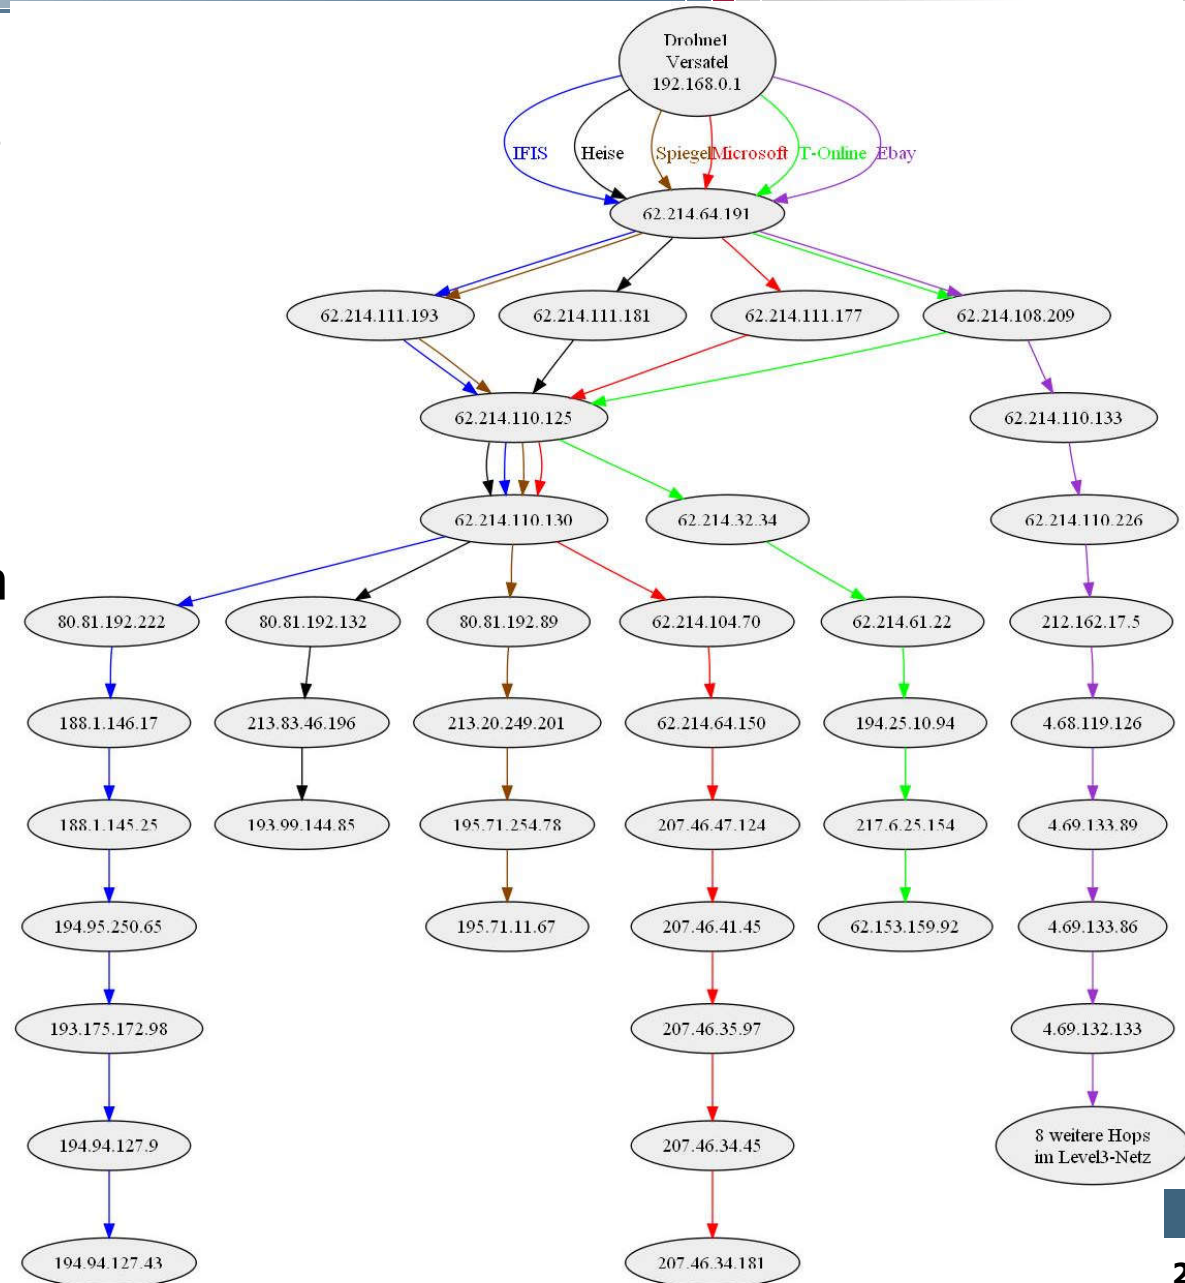 Drohne1
Versatel
192.168.0.1
IFIS Heise Spiegel Microsoft T-Online Ebay
62.214.64.191
62.214.111.193 62.214.111.181 62.214.111.177 62.214.108.209
62.214.110.125 62.214.110.133
62.214.110.130 62.214.32.34 62.214.110.226
80.81.192.222 80.81.192.132 80.81.192.89 62.214.104.70 62.214.61.22 212.162.17.5
188.1.146.17 213.83.46.196 213.20.249.201 62.214.64.150 194.25.10.94 4.68.119.126
188.1.145.25 193.99.144.85 195.71.254.78 207.46.47.124 217.6.25.154 4.69.133.89
194.95.250.65 195.71.11.67 207.46.41.45 62.153.159.92 4.69.133.86
193.175.172.98 207.46.35.97 4.69.132.133
194.94.127.9 207.46.34.45 8 weitere Hops
im Level3-Netz
194.94.127.43 207.46.34.181